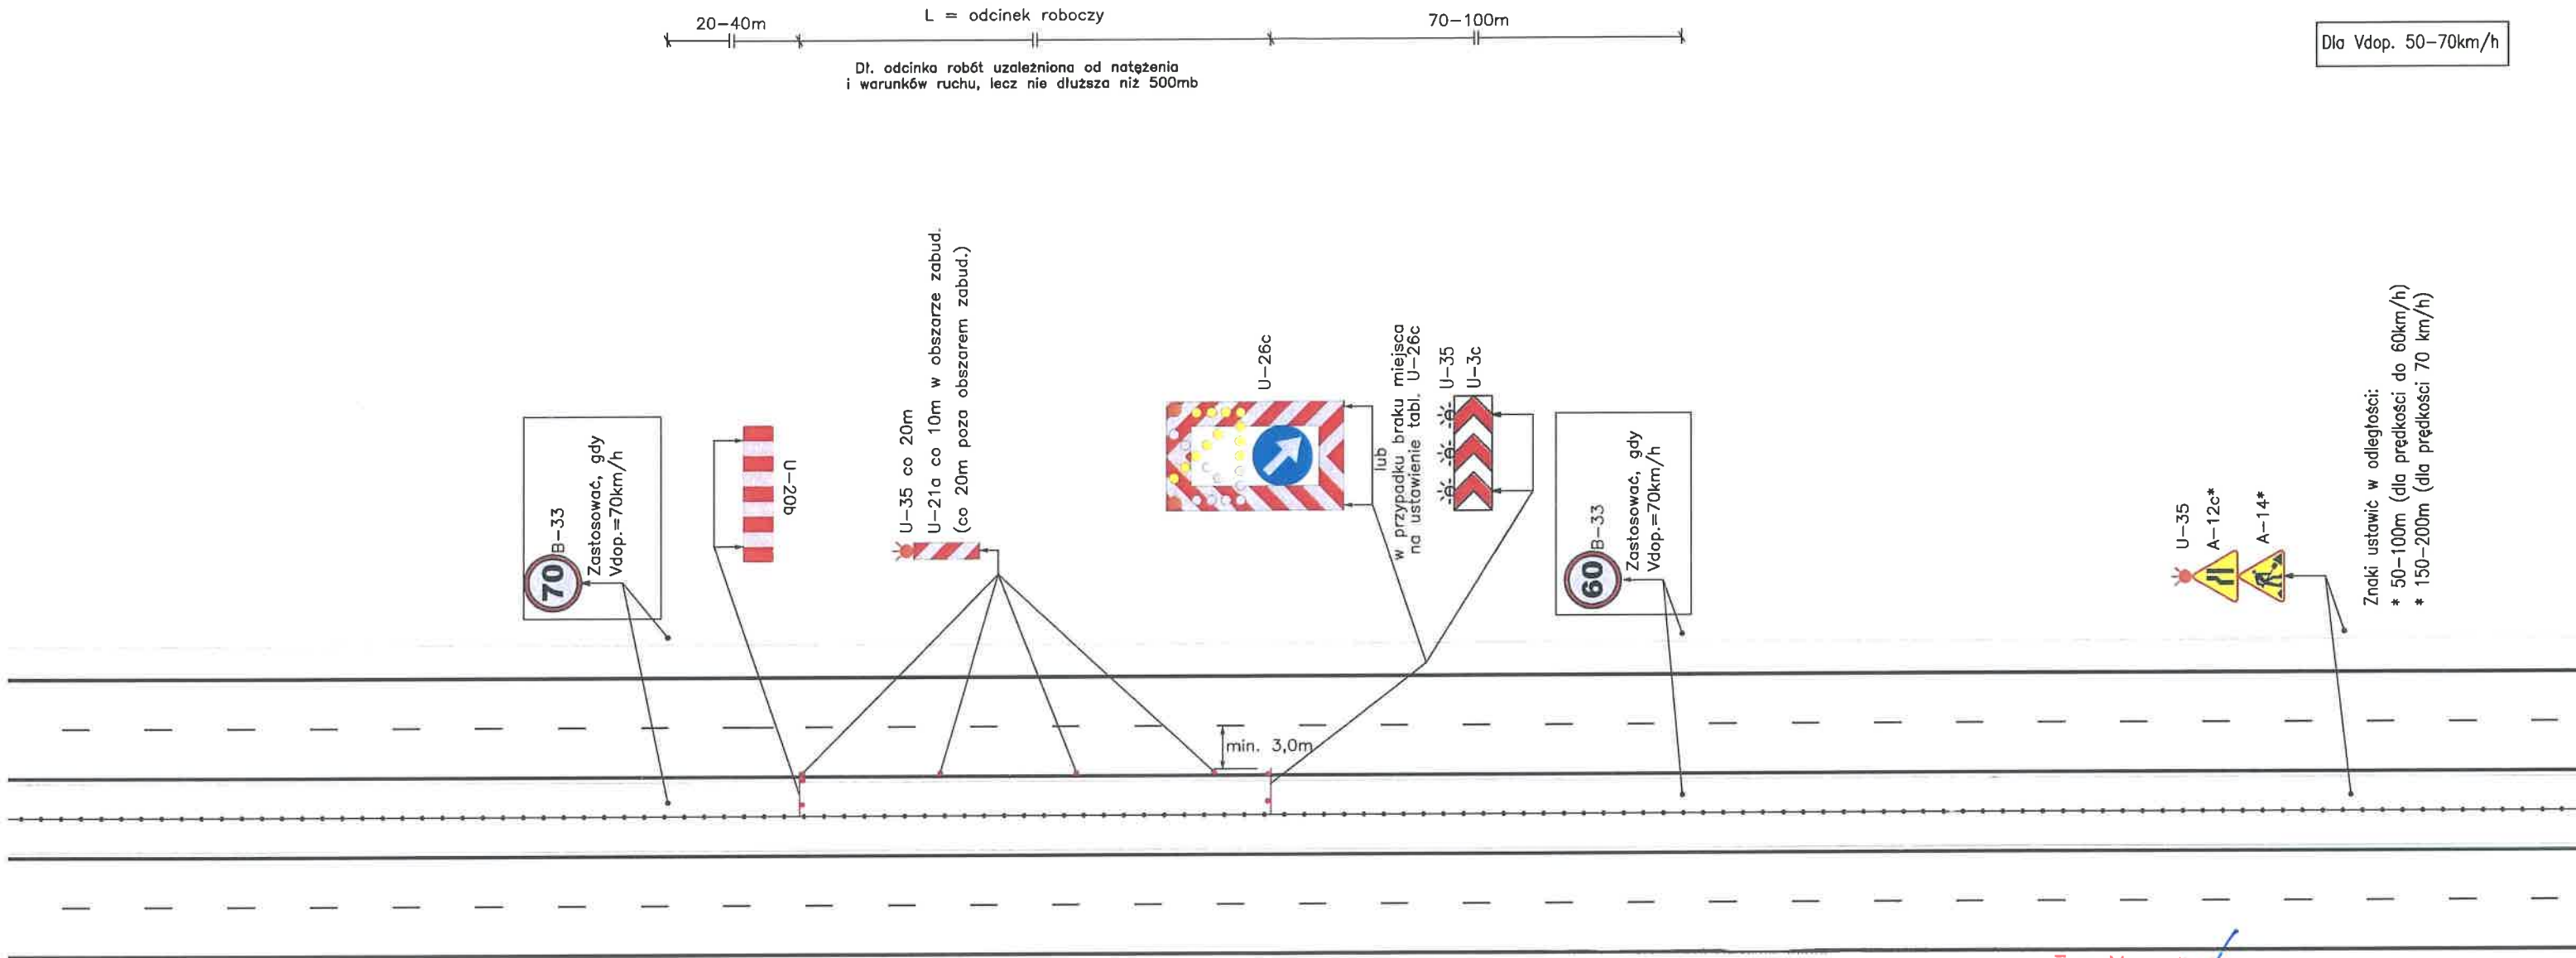 20-40m
L = odcinek roboczy
70-100m
Dla Vdop. 50-70km/h
Dł. odcinka robót uzależniona od natężenia
i warunków ruchu, lecz nie dłuższa niż 500mb
70
B-33
Zastosować, gdy
Vdop.=70km/h
U-20b
U-35 co 20m
U-21a co 10m w obszarze zabud.
(co 20m poza obszarem zabud.)
U-26c
lub
w przypadku braku miejsca
na ustawienie tabl. U-26c
U-35
U-3c
60
B-33
Zastosować, gdy
Vdop.=70km/h
U-35
A-12c*
A-14*
Znaki ustawić w odległości:
* 50-100m (dla prędkości do 60km/h)
* 150-200m (dla prędkości 70 km/h)
min. 3,0m